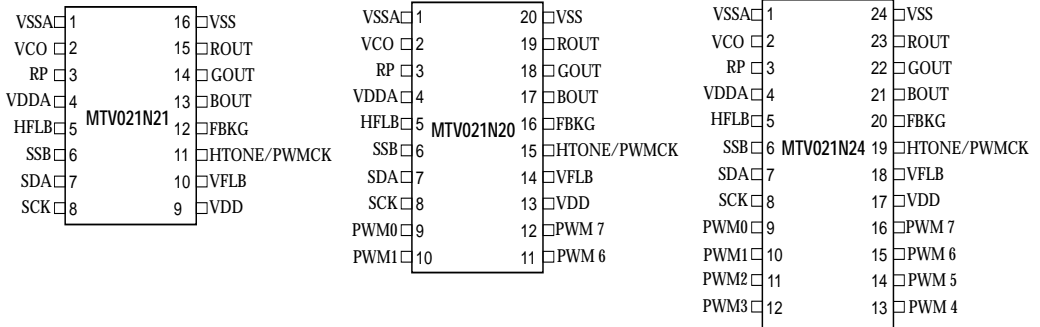 VSSA 1 16 VSS
VCO 2 15 ROUT
RP 3 14 GOUT
VDDA 4 13 BOUT
MTV021N21
HFLB 5 12 FBKG
SSB 6 11 HTONE/PWMCK
SDA 7 10 VFLB
SCK 8 9 VDD
VSSA 1 20 VSS
VCO 2 19 ROUT
RP 3 18 GOUT
VDDA 4 17 BOUT
HFLB 5 MTV021N20 16 FBKG
SSB 6 15 HTONE/PWMCK
SDA 7 14 VFLB
SCK 8 13 VDD
PWM0 9 12 PWM 7
PWM1 10 11 PWM 6
VSSA 1 24 VSS
VCO 2 23 ROUT
RP 3 22 GOUT
VDDA 4 21 BOUT
HFLB 5 20 FBKG
SSB 6 MTV021N24 19 HTONE/PWMCK
SDA 7 18 VFLB
SCK 8 17 VDD
PWM0 9 16 PWM 7
PWM1 10 15 PWM 6
PWM2 11 14 PWM 5
PWM3 12 13 PWM 4